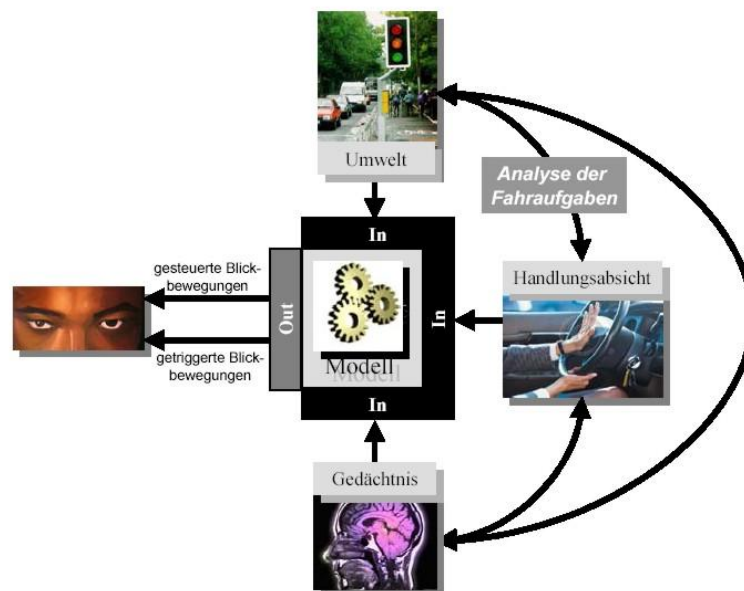 Umwelt
Analyse der
Fahraufgaben
In
gesteuerte Blick-
bewegungen
Out
Modell
In
Handlungsabsicht
getriggerte Blick-
bewegungen
In
Gedächtnis